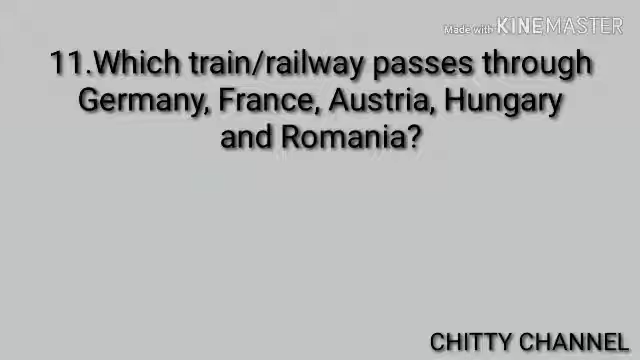 Made with KINEMASTER
11.Which train/railway passes through
Germany, France, Austria, Hungary
and Romania?
CHITTY CHANNEL